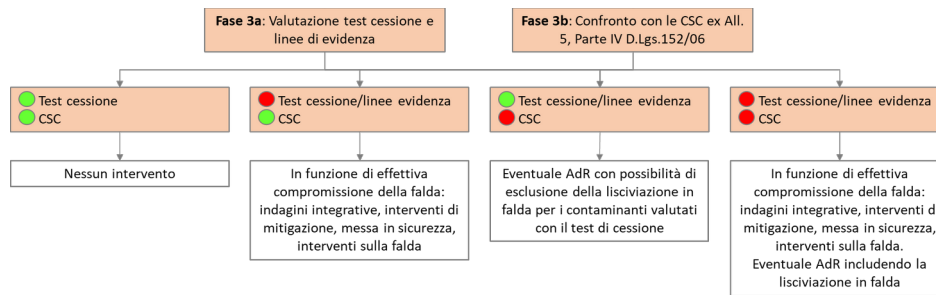 Fase 3a: Valutazione test cessione e
linee di evidenza
Fase 3b: Confronto con le CSC ex All.
5, Parte IV D.Lgs.152/06
Test cessione
CSC
Test cessione/linee evidenza
CSC
Test cessione/linee evidenza
CSC
Test cessione/linee evidenza
CSC
Nessun intervento
In funzione di effettiva
compromissione della falda:
indagini integrative, interventi di
mitigazione, messa in sicurezza,
interventi sulla falda
Eventuale AdR con possibilità di
esclusione della lisciviazione in
falda per i contaminanti valutati
con il test di cessione
In funzione di effettiva
compromissione della falda:
indagini integrative, interventi di
mitigazione, messa in sicurezza,
interventi sulla falda.
Eventuale AdR includendo la
lisciviazione in falda